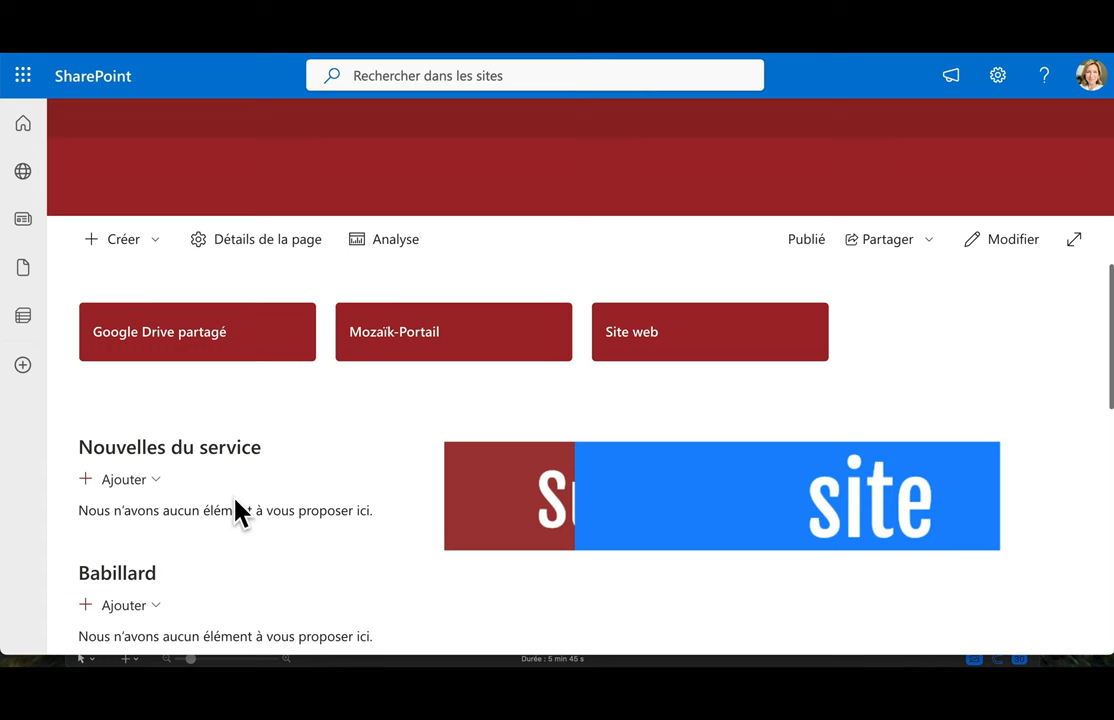 SharePoint
Rechercher dans les sites
Créer
Détails de la page
Analyse
Publié
Partager
Modifier
Google Drive partagé
Mozaïk-Portail
Site web
Nouvelles du service
Ajouter
Nous n'avons aucun élément à vous proposer ici.
site
Babillard
Ajouter
Nous n'avons aucun élément à vous proposer ici.
Durée : 5 min 45 s